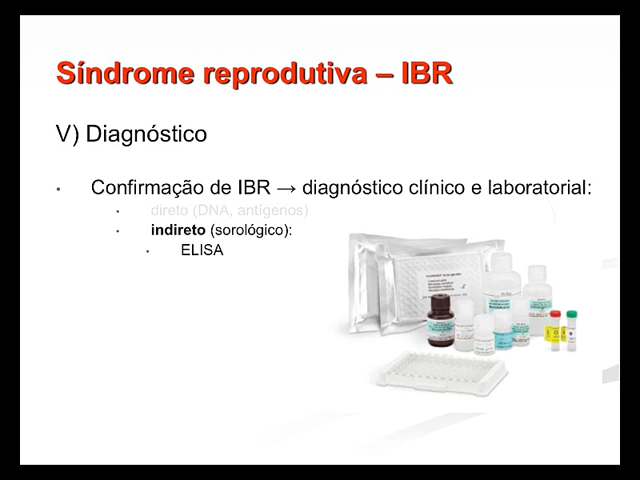 Síndrome reprodutiva – IBR
V) Diagnóstico
• Confirmação de IBR → diagnóstico clínico e laboratorial:
• direto (DNA, antígenos)
• indireto (sorológico):
• ELISA